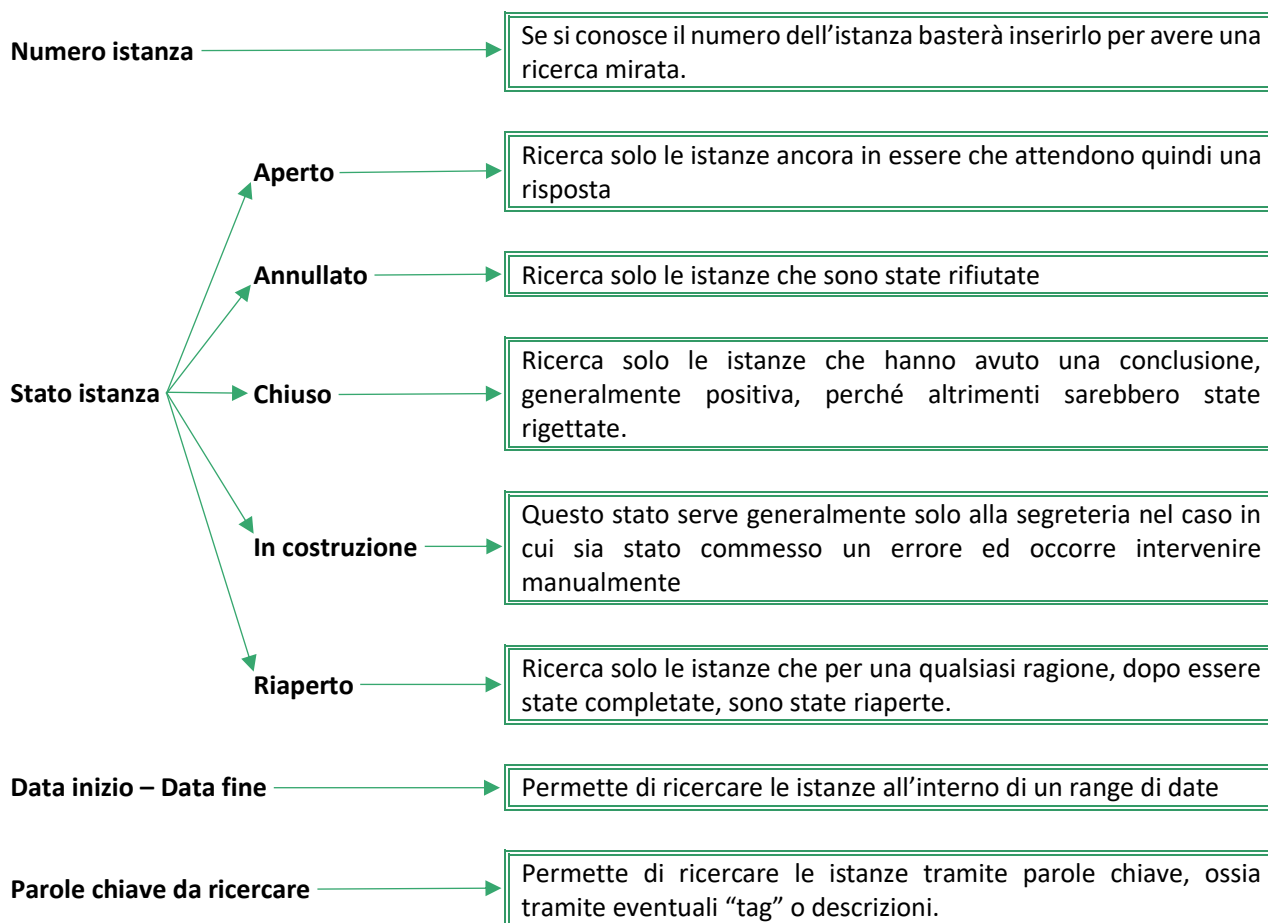 Numero istanza
Se si conosce il numero dell’istanza basterà inserirlo per avere una
ricerca mirata.
Aperto
Ricerca solo le istanze ancora in essere che attendono quindi una
risposta
Annullato
Ricerca solo le istanze che sono state rifiutate
Stato istanza
Chiuso
Ricerca solo le istanze che hanno avuto una conclusione,
generalmente positiva, perché altrimenti sarebbero state
rigettate.
In costruzione
Questo stato serve generalmente solo alla segreteria nel caso in
cui sia stato commesso un errore ed occorre intervenire
manualmente
Riaperto
Ricerca solo le istanze che per una qualsiasi ragione, dopo essere
state completate, sono state riaperte.
Data inizio – Data fine
Permette di ricercare le istanze all’interno di un range di date
Parole chiave da ricercare
Permette di ricercare le istanze tramite parole chiave, ossia
tramite eventuali “tag” o descrizioni.